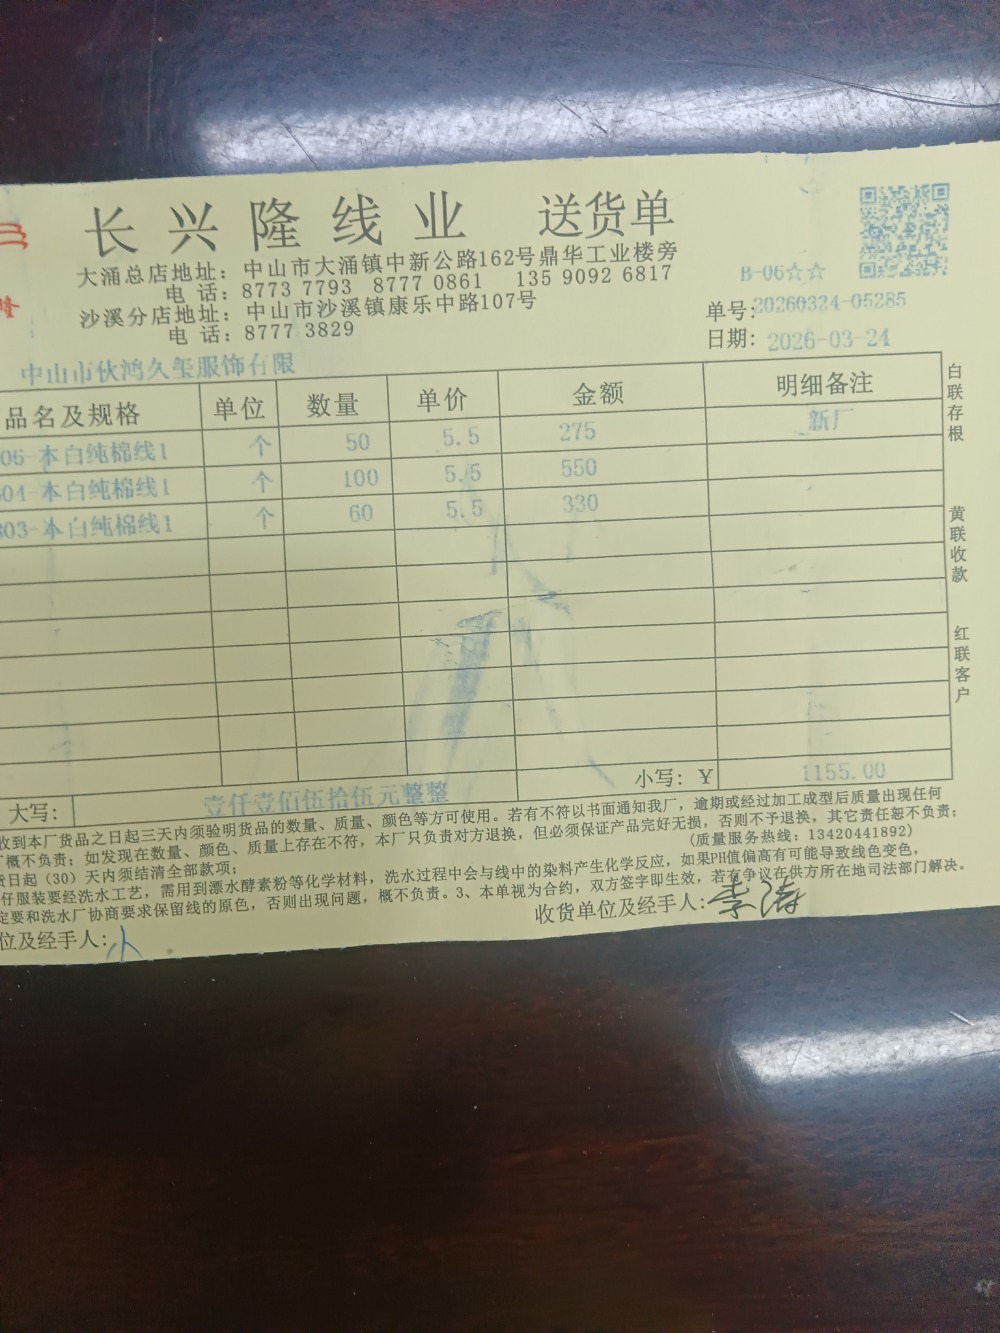 长兴隆线业 送货单
大涌总店地址：中山市大涌镇中新公路162号鼎华工业楼旁
电 话：8773 7793 8777 0861 135 9092 6817
沙溪分店地址：中山市沙溪镇康乐中路107号
电 话：8777 3829
隆
B-06☆☆
单号：20260324-05285
日期：2026-03-24
中山市伙鸿久玺服饰有限
品名及规格 单位 数量 单价 金额 明细备注
06-本白纯棉线1 个 50 5.5 275 新厂
04-本白纯棉线1 个 100 5.5 550
803-本白纯棉线1 个 60 5.5 330
大写： 壹仟壹佰伍拾伍元整整 小写：￥ 1155.00
收到本厂货品之日起三天内须验明货品的数量、质量、颜色等方可使用。若有不符以书面通知我厂，逾期或经过加工成型后质量出现任何
概不负责；如发现在数量、颜色、质量上存在不符，本厂只负责对方退换，但必须保证产品完好无损，否则不予退换，其它责任恕不负责；
货日起（30）天内须结清全部款项； （质量服务热线：13420441892）
仔服装要经洗水工艺，需用到漂水酵素粉等化学材料，洗水过程中会与线中的染料产生化学反应，如果PH值偏高有可能导致线色变色，
定要和洗水厂协商要求保留线的原色，否则出现问题，概不负责。3、本单视为合约，双方签字即生效，若有争议在供方所在地司法部门解决。
位及经手人： 收货单位及经手人：李涛
白联存根
黄联收款
红联客户